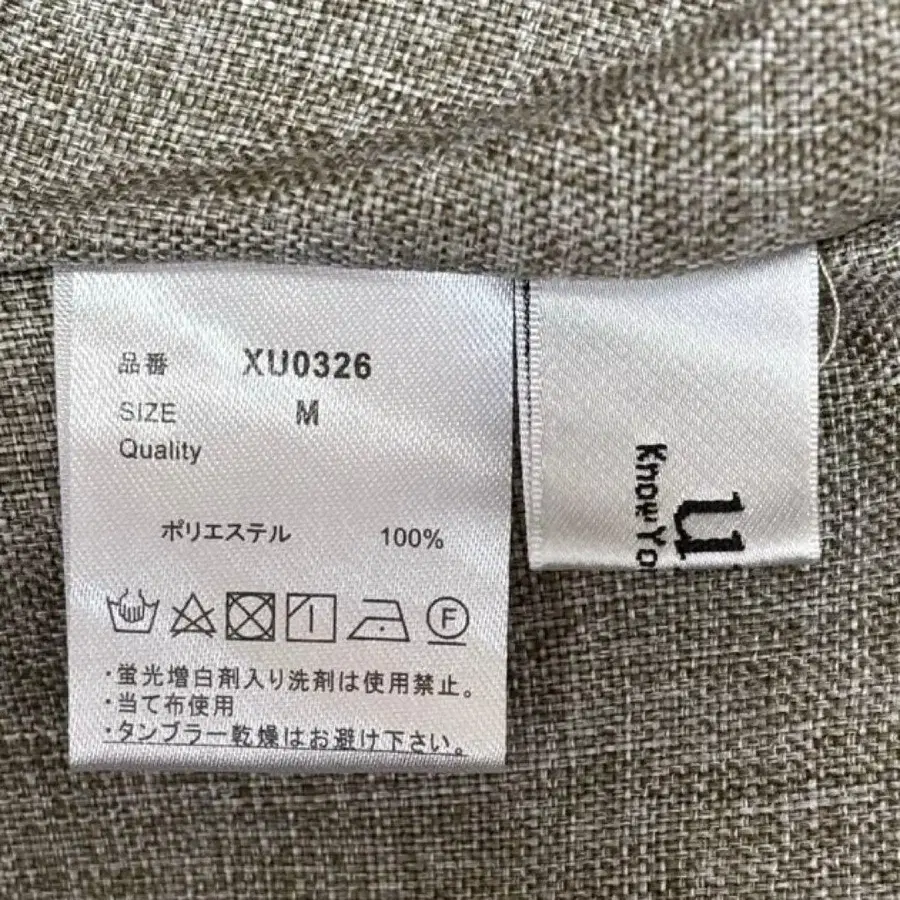 品番 XU0326
SIZE M
Quality
ポリエステル 100%
F
・蛍光増白剤入り洗剤は使用禁止。
・当て布使用
・タンブラー乾燥はお避け下さい。
Know Yo
u